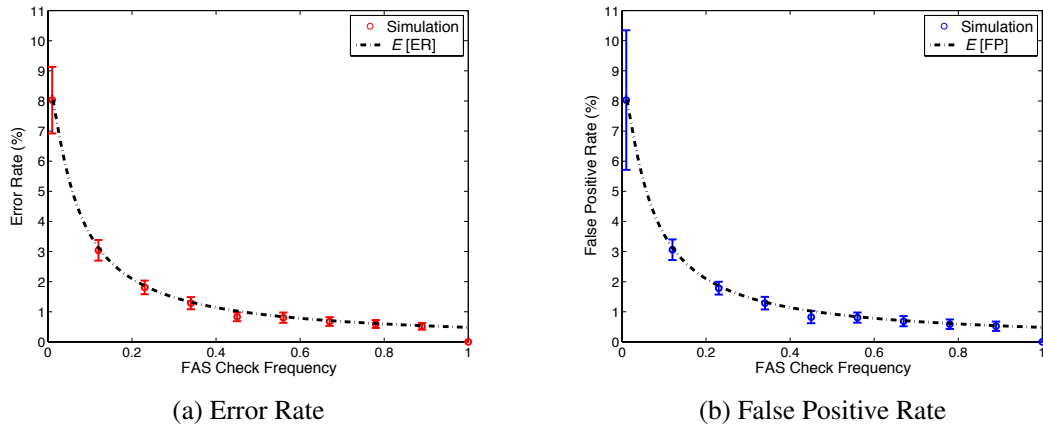 11
10
9
8
7
6
5
4
3
2
1
0
0 0.2 0.4 0.6 0.8 1
Error Rate (%)
FAS Check Frequency
Simulation
E [ER]
(a) Error Rate
11
10
9
8
7
6
5
4
3
2
1
0
0 0.2 0.4 0.6 0.8 1
False Positive Rate (%)
FAS Check Frequency
Simulation
E [FP]
(b) False Positive Rate